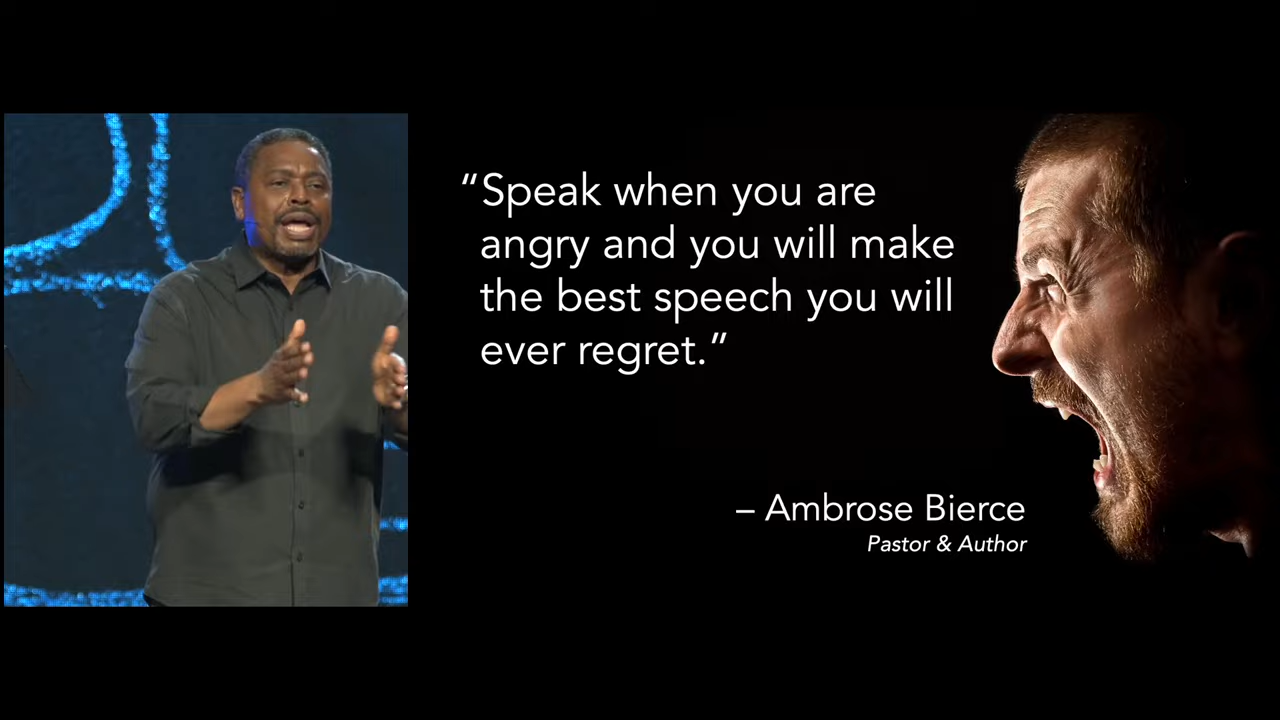 “Speak when you are
angry and you will make
the best speech you will
ever regret.”
– Ambrose Bierce
Pastor & Author